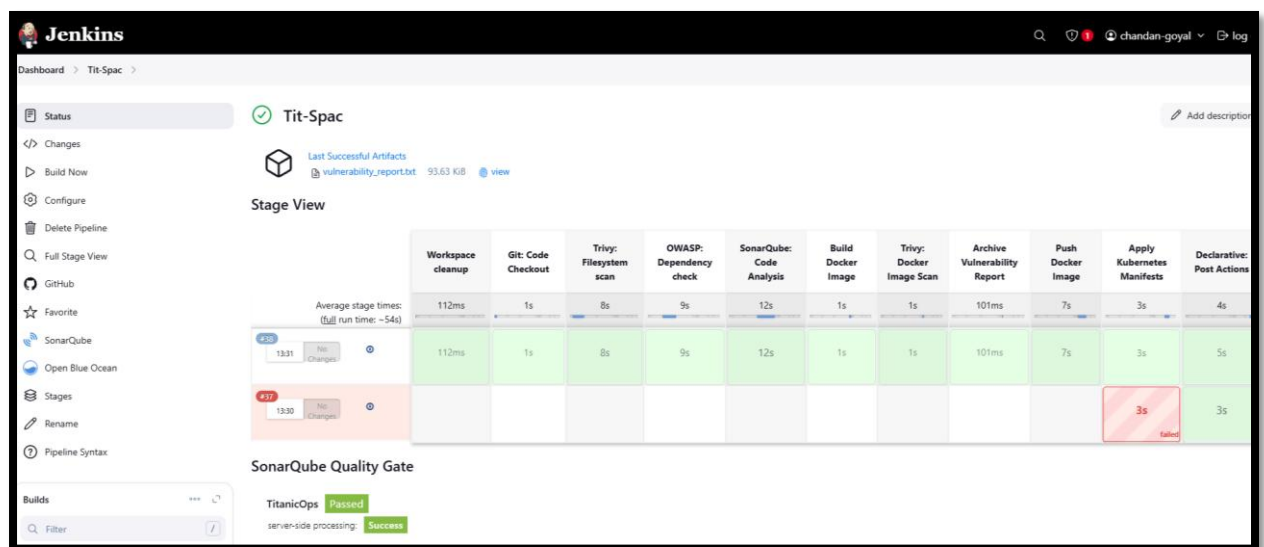 Jenkins
1
chandan-goyal
log
Dashboard > Tit-Spac >
Status
Changes
Build Now
Configure
Delete Pipeline
Full Stage View
GitHub
Favorite
SonarQube
Open Blue Ocean
Stages
Rename
Pipeline Syntax
Builds
Filter /
Tit-Spac
Add description
Last Successful Artifacts
vulnerability_report.txt 93.63 KiB view
Stage View
Workspace cleanup
Git: Code Checkout
Trivy: Filesystem scan
OWASP: Dependency check
SonarQube: Code Analysis
Build Docker Image
Trivy: Docker Image Scan
Archive Vulnerability Report
Push Docker Image
Apply Kubernetes Manifests
Declarative: Post Actions
Average stage times:
(full run time: ~54s)
112ms 1s 8s 9s 12s 1s 1s 101ms 7s 3s 4s
#38
13:31 No Changes
112ms 1s 8s 9s 12s 1s 1s 101ms 7s 3s 5s
#37
13:30 No Changes
3s failed 3s
SonarQube Quality Gate
TitanicOps Passed
server-side processing: Success